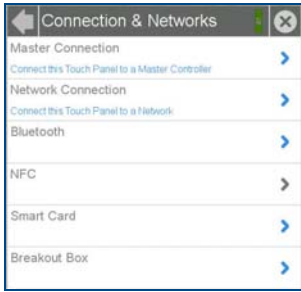 Connection & Networks
Master Connection
Connect this Touch Panel to a Master Controller
Network Connection
Connect this Touch Panel to a Network
Bluetooth
NFC
Smart Card
Breakout Box